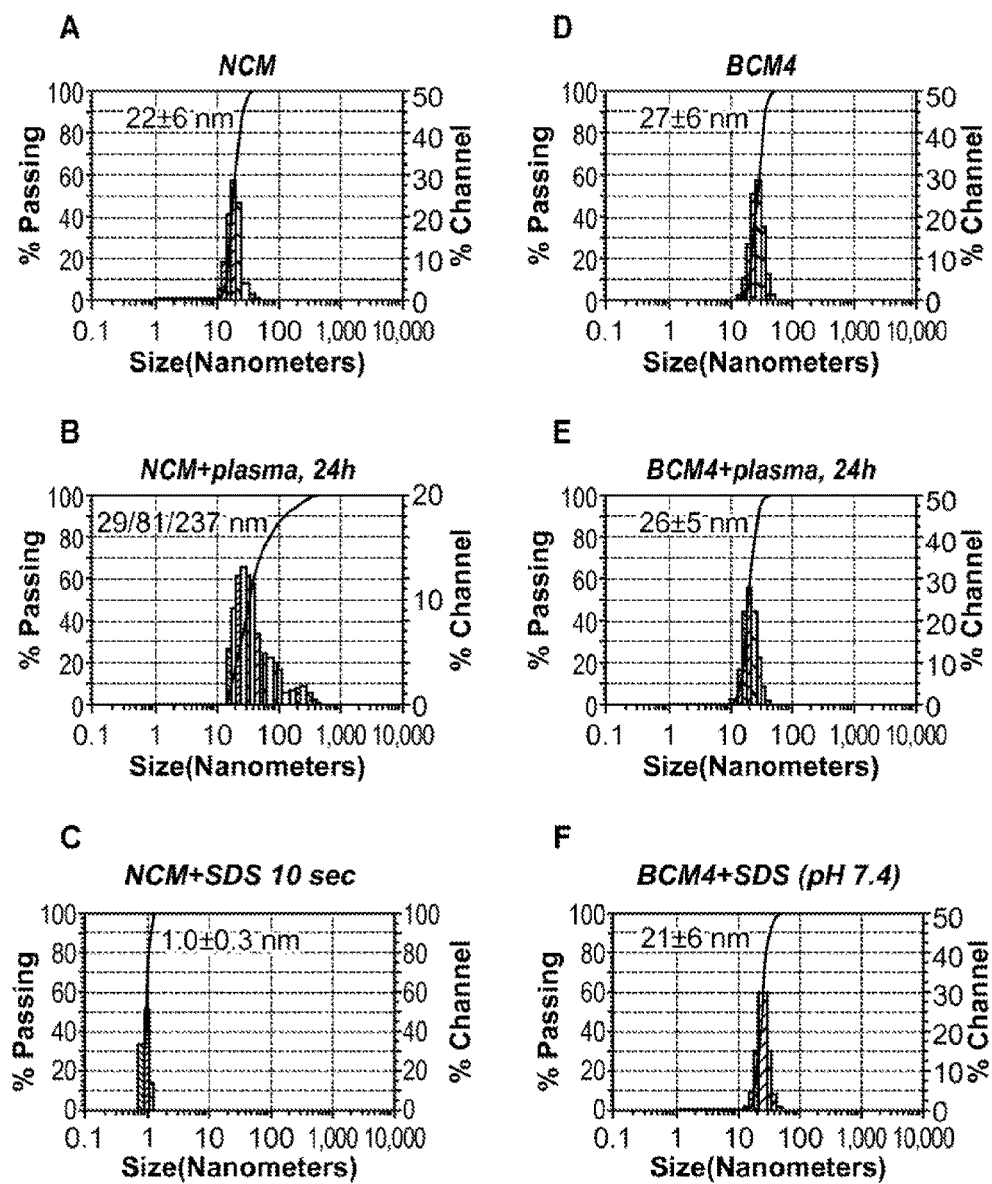 A
NCM
22±6 nm
% Passing
100
80
60
40
20
0
50
40
30
20
10
0
% Channel
0.1 1 10 100 1,000 10,000
Size(Nanometers)
D
BCM4
27±6 nm
% Passing
100
80
60
40
20
0
50
40
30
20
10
0
% Channel
0.1 1 10 100 1,000 10,000
Size(Nanometers)
B
NCM+plasma, 24h
29/81/237 nm
% Passing
100
80
60
40
20
0
20
10
0
% Channel
0.1 1 10 100 1,000 10,000
Size(Nanometers)
E
BCM4+plasma, 24h
26±5 nm
% Passing
100
80
60
40
20
0
50
40
30
20
10
0
% Channel
0.1 1 10 100 1,000 10,000
Size(Nanometers)
C
NCM+SDS 10 sec
1.0±0.3 nm
% Passing
100
80
60
40
20
0
100
80
60
40
20
0
% Channel
0.1 1 10 100 1,000 10,000
Size(Nanometers)
F
BCM4+SDS (pH 7.4)
21±6 nm
% Passing
100
80
60
40
20
0
50
40
30
20
10
0
% Channel
0.1 1 10 100 1,000 10,000
Size(Nanometers)